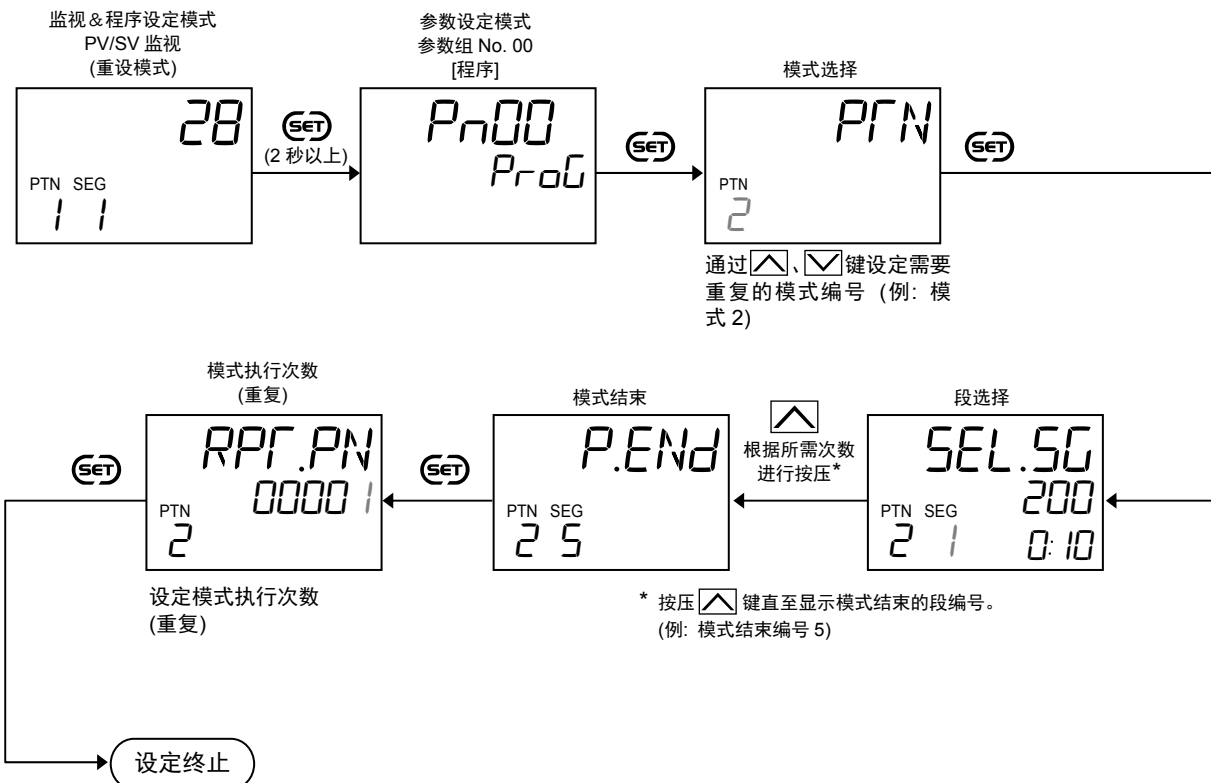 监视＆程序设定模式
PV/SV 监视
(重设模式)
28
PTN SEG
1 1
SET
(2 秒以上)
参数设定模式
参数组 No. 00
[程序]
Pn00
ProG
SET
模式选择
PTN
PTN
2
通过、键设定需要
重复的模式编号 (例: 模
式 2)
SET
段选择
SEL.SG
200
PTN SEG
2 1 0:10
根据所需次数
进行按压*
模式结束
P.ENd
PTN SEG
2 5
* 按压 键直至显示模式结束的段编号。
(例: 模式结束编号 5)
SET
模式执行次数
(重复)
RPT.PN
00001
PTN
2
设定模式执行次数
(重复)
SET
设定终止